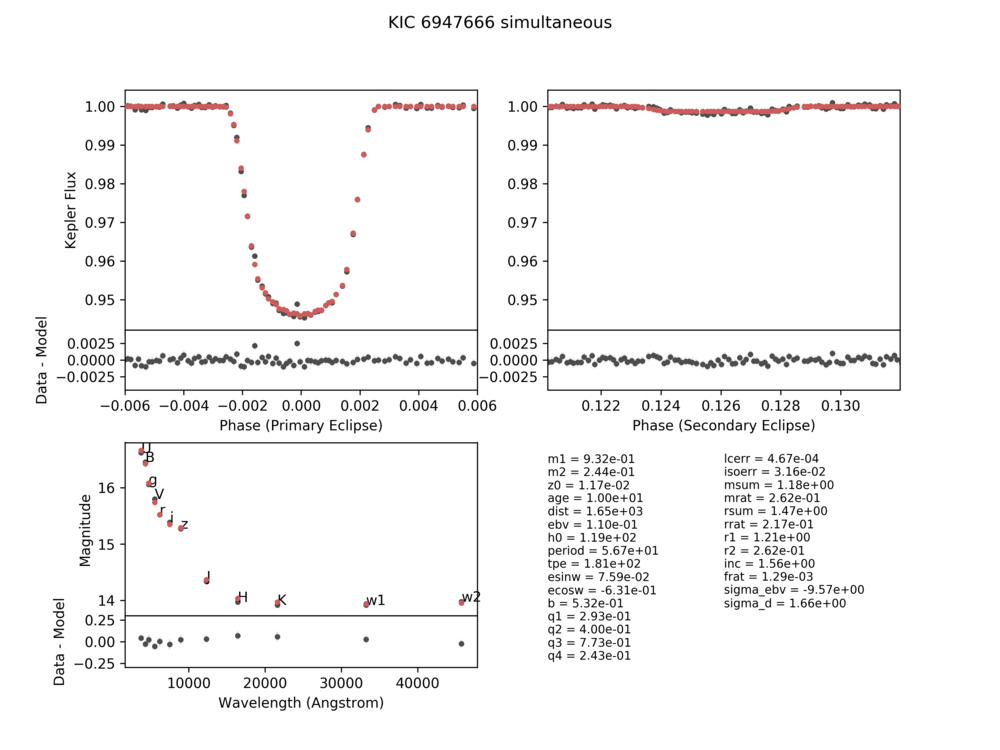 KIC 6947666 simultaneous
1.00
0.99
0.98
0.97
0.96
0.95
Kepler Flux
0.0025
0.0000
−0.0025
Data - Model
−0.006 −0.004 −0.002 0.000 0.002 0.004 0.006
Phase (Primary Eclipse)
1.00
0.99
0.98
0.97
0.96
0.95
0.0025
0.0000
−0.0025
0.122 0.124 0.126 0.128 0.130
Phase (Secondary Eclipse)
16
15
14
Magnitude
U
B
g
V
r
i
z
J
H
K
w1
w2
0.25
0.00
−0.25
Data - Model
10000 20000 30000 40000
Wavelength (Angstrom)
m1 = 9.32e-01
m2 = 2.44e-01
z0 = 1.17e-02
age = 1.00e+01
dist = 1.65e+03
ebv = 1.10e-01
h0 = 1.19e+02
period = 5.67e+01
tpe = 1.81e+02
esinw = 7.59e-02
ecosw = -6.31e-01
b = 5.32e-01
q1 = 2.93e-01
q2 = 4.00e-01
q3 = 7.73e-01
q4 = 2.43e-01
lcerr = 4.67e-04
isoerr = 3.16e-02
msum = 1.18e+00
mrat = 2.62e-01
rsum = 1.47e+00
rrat = 2.17e-01
r1 = 1.21e+00
r2 = 2.62e-01
inc = 1.56e+00
frat = 1.29e-03
sigma_ebv = -9.57e+00
sigma_d = 1.66e+00